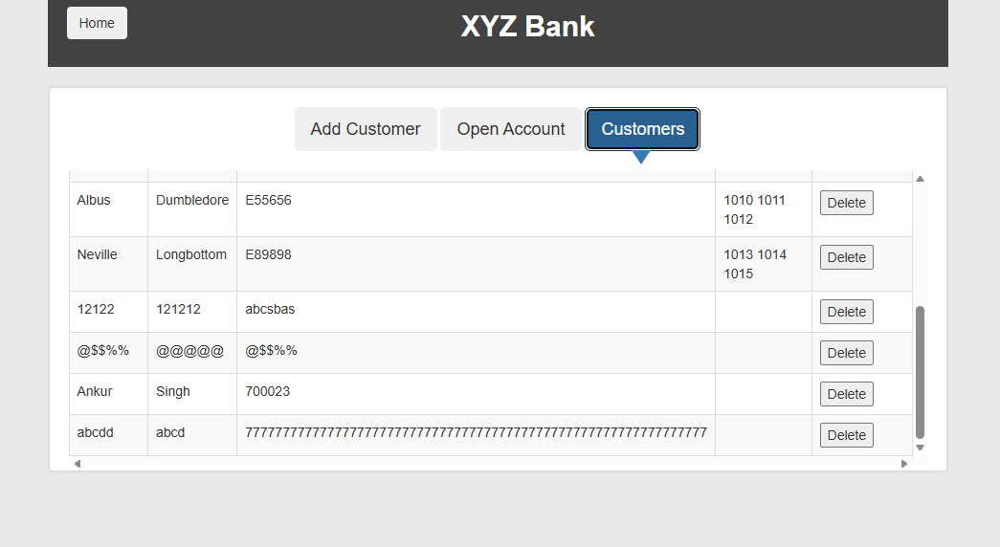 Home
XYZ Bank
Add Customer Open Account Customers
Albus Dumbledore E55656 1010 1011 Delete
1012
Neville Longbottom E89898 1013 1014 Delete
1015
12122 121212 abcsbas Delete
@$$%% @@@@@ @$$%% Delete
Ankur Singh 700023 Delete
abcdd abcd 77777777777777777777777777777777777777777777777777777777777777 Delete